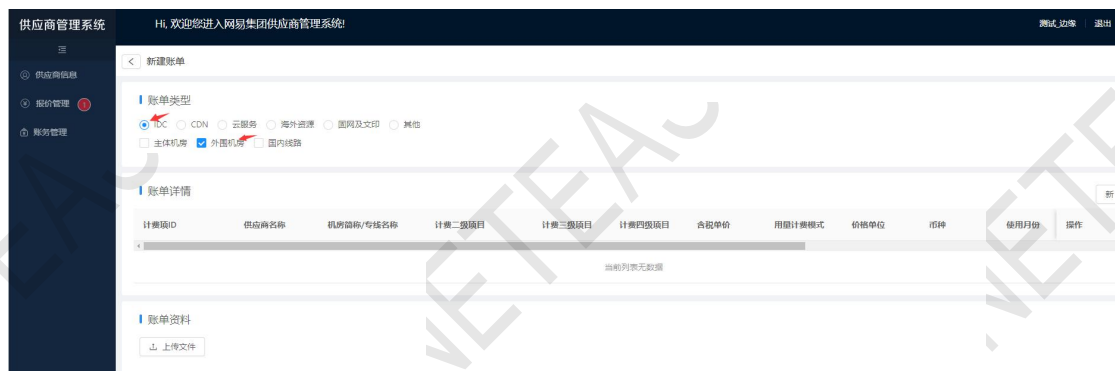 供应商管理系统
Hi, 欢迎您进入网易集团供应商管理系统!
测试_边缘
退出
供应商信息
报价管理 1
账务管理
新建账单
账单类型
IDC CDN 云服务 海外资源 固网及文印 其他
主体机房 外围机房 国内线路
账单详情
新
计费项ID 供应商名称 机房简称/专线名称 计费二级项目 计费三级项目 计费四级项目 含税单价 用量计费模式 价格单位 币种 使用月份 操作
当前列表无数据
账单资料
上传文件
NETEAS